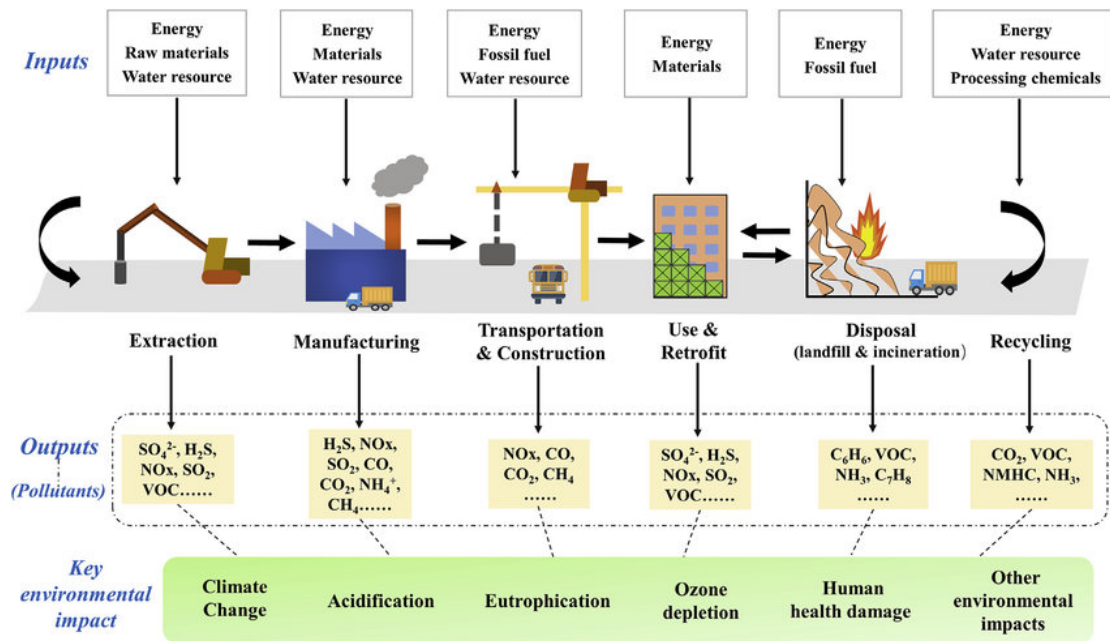 Inputs
Energy
Raw materials
Water resource
Energy
Materials
Water resource
Energy
Fossil fuel
Water resource
Energy
Materials
Energy
Fossil fuel
Energy
Water resource
Processing chemicals
Extraction
Manufacturing
Transportation
& Construction
Use &
Retrofit
Disposal
(landfill & incineration)
Recycling
Outputs
(Pollutants)
SO₄²⁻, H₂S,
NOx, SO₂,
VOC......
H₂S, NOx,
SO₂, CO,
CO₂, NH₄⁺,
CH₄......
NOx, CO,
CO₂, CH₄
......
SO₄²⁻, H₂S,
NOx, SO₂,
VOC......
C₆H₆, VOC,
NH₃, C₇H₈
......
CO₂, VOC,
NMHC, NH₃,
......
Key
environmental
impact
Climate
Change
Acidification
Eutrophication
Ozone
depletion
Human
health damage
Other
environmental
impacts